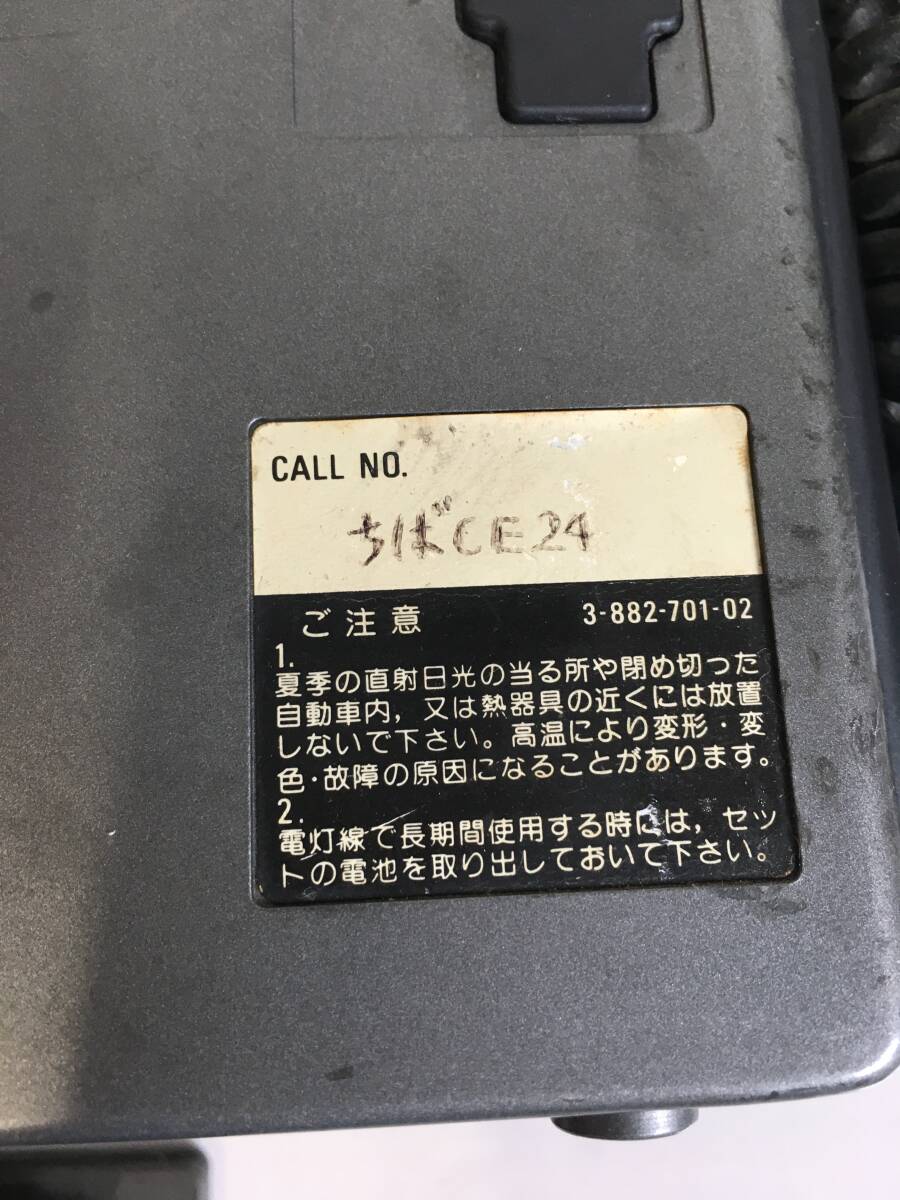 CALL NO.
ちばCE24
ご注意 3-882-701-02
1.
夏季の直射日光の当る所や閉め切った
自動車内，又は熱器具の近くには放置
しないで下さい。高温により変形・変
色・故障の原因になることがあります。
2.
電灯線で長期間使用する時には，セッ
トの電池を取り出しておいて下さい。